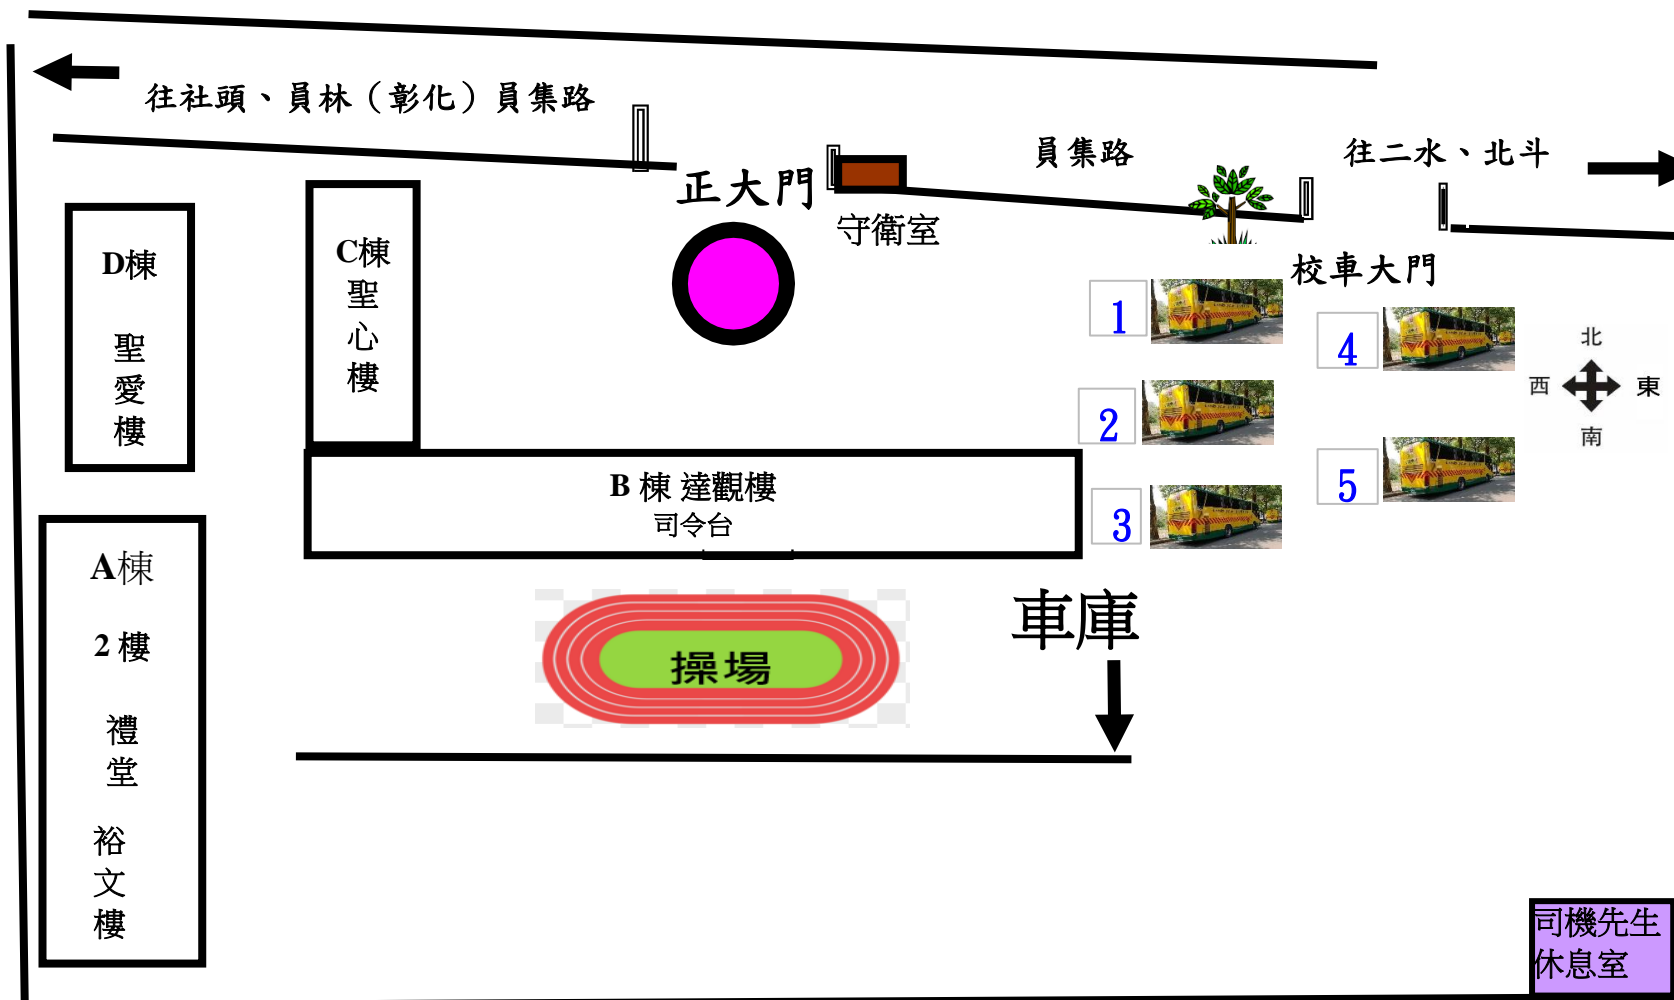 往社頭、員林（彰化）員集路
員集路
往二水、北斗
正大門
守衛室
校車大門
D棟
聖
愛
樓
C棟
聖
心
樓
1
4
北
西
東
南
2
5
3
B 棟 達觀樓
司令台
A棟
2 樓
禮
堂
裕
文
樓
操場
車庫
司機先生
休息室